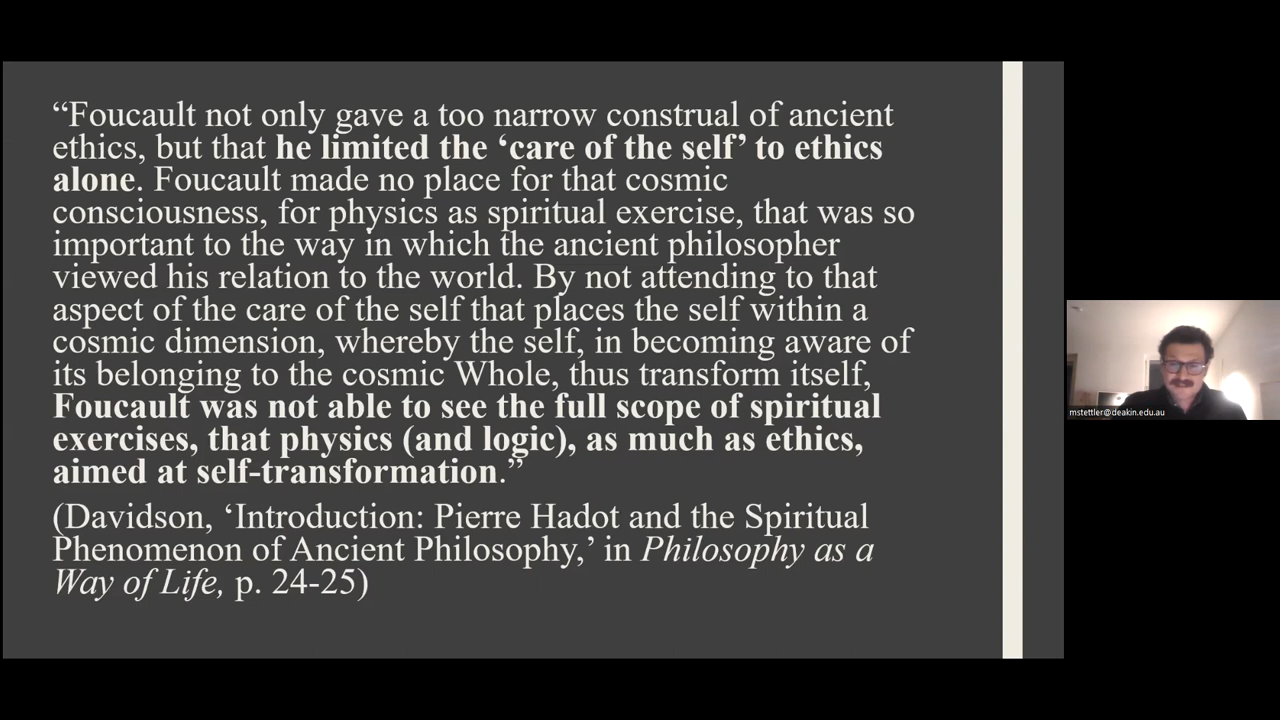 “Foucault not only gave a too narrow construal of ancient
ethics, but that he limited the ‘care of the self’ to ethics
alone. Foucault made no place for that cosmic
consciousness, for physics as spiritual exercise, that was so
important to the way in which the ancient philosopher
viewed his relation to the world. By not attending to that
aspect of the care of the self that places the self within a
cosmic dimension, whereby the self, in becoming aware of
its belonging to the cosmic Whole, thus transform itself,
Foucault was not able to see the full scope of spiritual
exercises, that physics (and logic), as much as ethics,
aimed at self-transformation.”
(Davidson, ‘Introduction: Pierre Hadot and the Spiritual
Phenomenon of Ancient Philosophy,’ in Philosophy as a
Way of Life, p. 24-25)
mstettler@deakin.edu.au